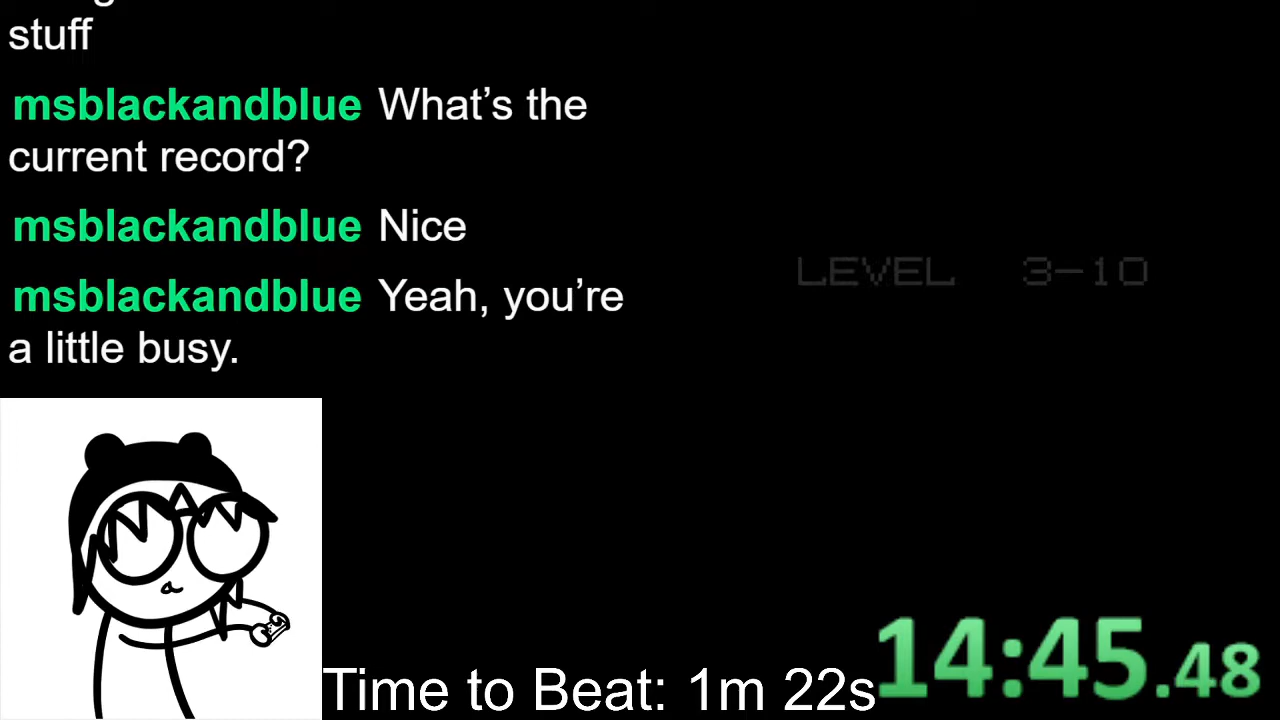 stuff
msblackandblue What’s the
current record?
msblackandblue Nice
msblackandblue Yeah, you’re
a little busy.
LEVEL 3-10
Time to Beat: 1m 22s
14:45.48